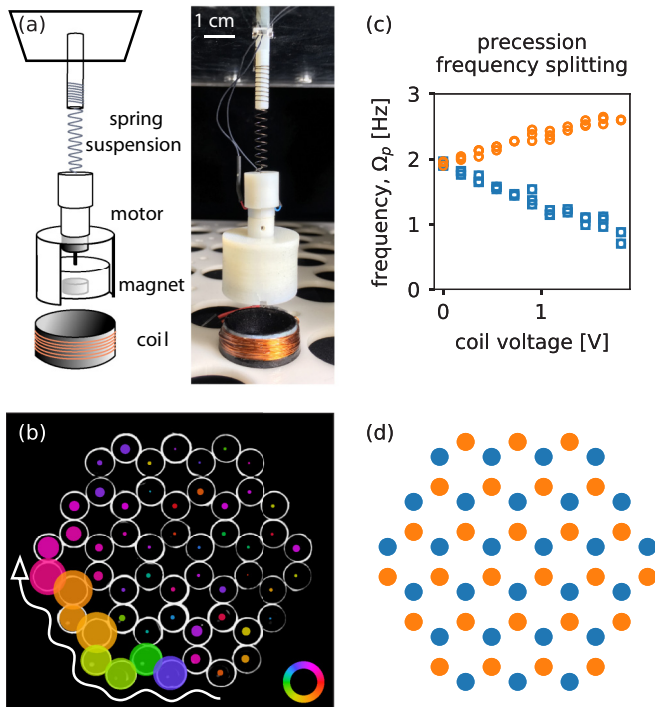 (a)
1 cm
spring
suspension
motor
magnet
coil
(c)
precession
frequency splitting
frequency, Ωₚ [Hz]
3
2
1
0
0
1
coil voltage [V]
(b)
(d)